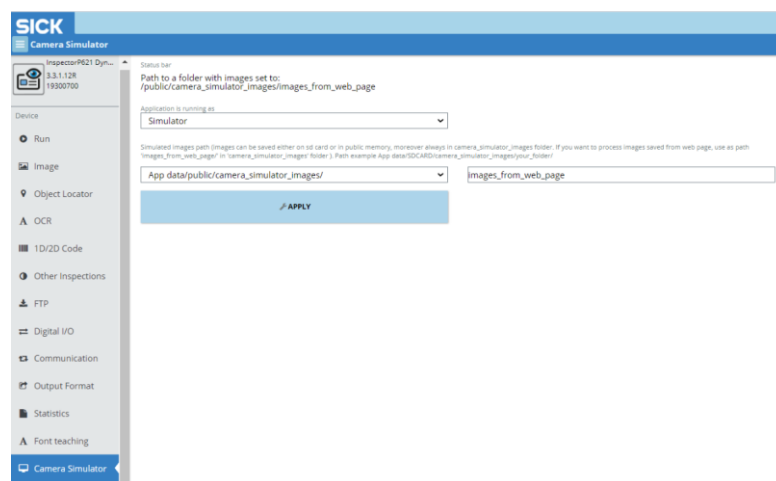 SICK
Camera Simulator
InspectorP621 Dyn...
3.3.1.12R
19300700
Device
Run
Image
Object Locator
OCR
1D/2D Code
Other Inspections
FTP
Digital I/O
Communication
Output Format
Statistics
Font teaching
Camera Simulator
Status bar
Path to a folder with images set to:
/public/camera_simulator_images/images_from_web_page
Application is running as
Simulator
Simulated images path (images can be saved either on sd card or in public memory, moreover always in camera_simulator_images folder. If you want to process images saved from web page, use as path
'images_from_web_page/' in 'camera_simulator_images' folder ). Path example App data/SDCARD/camera_simulator_images/your_folder/
App data/public/camera_simulator_images/
images_from_web_page
APPLY